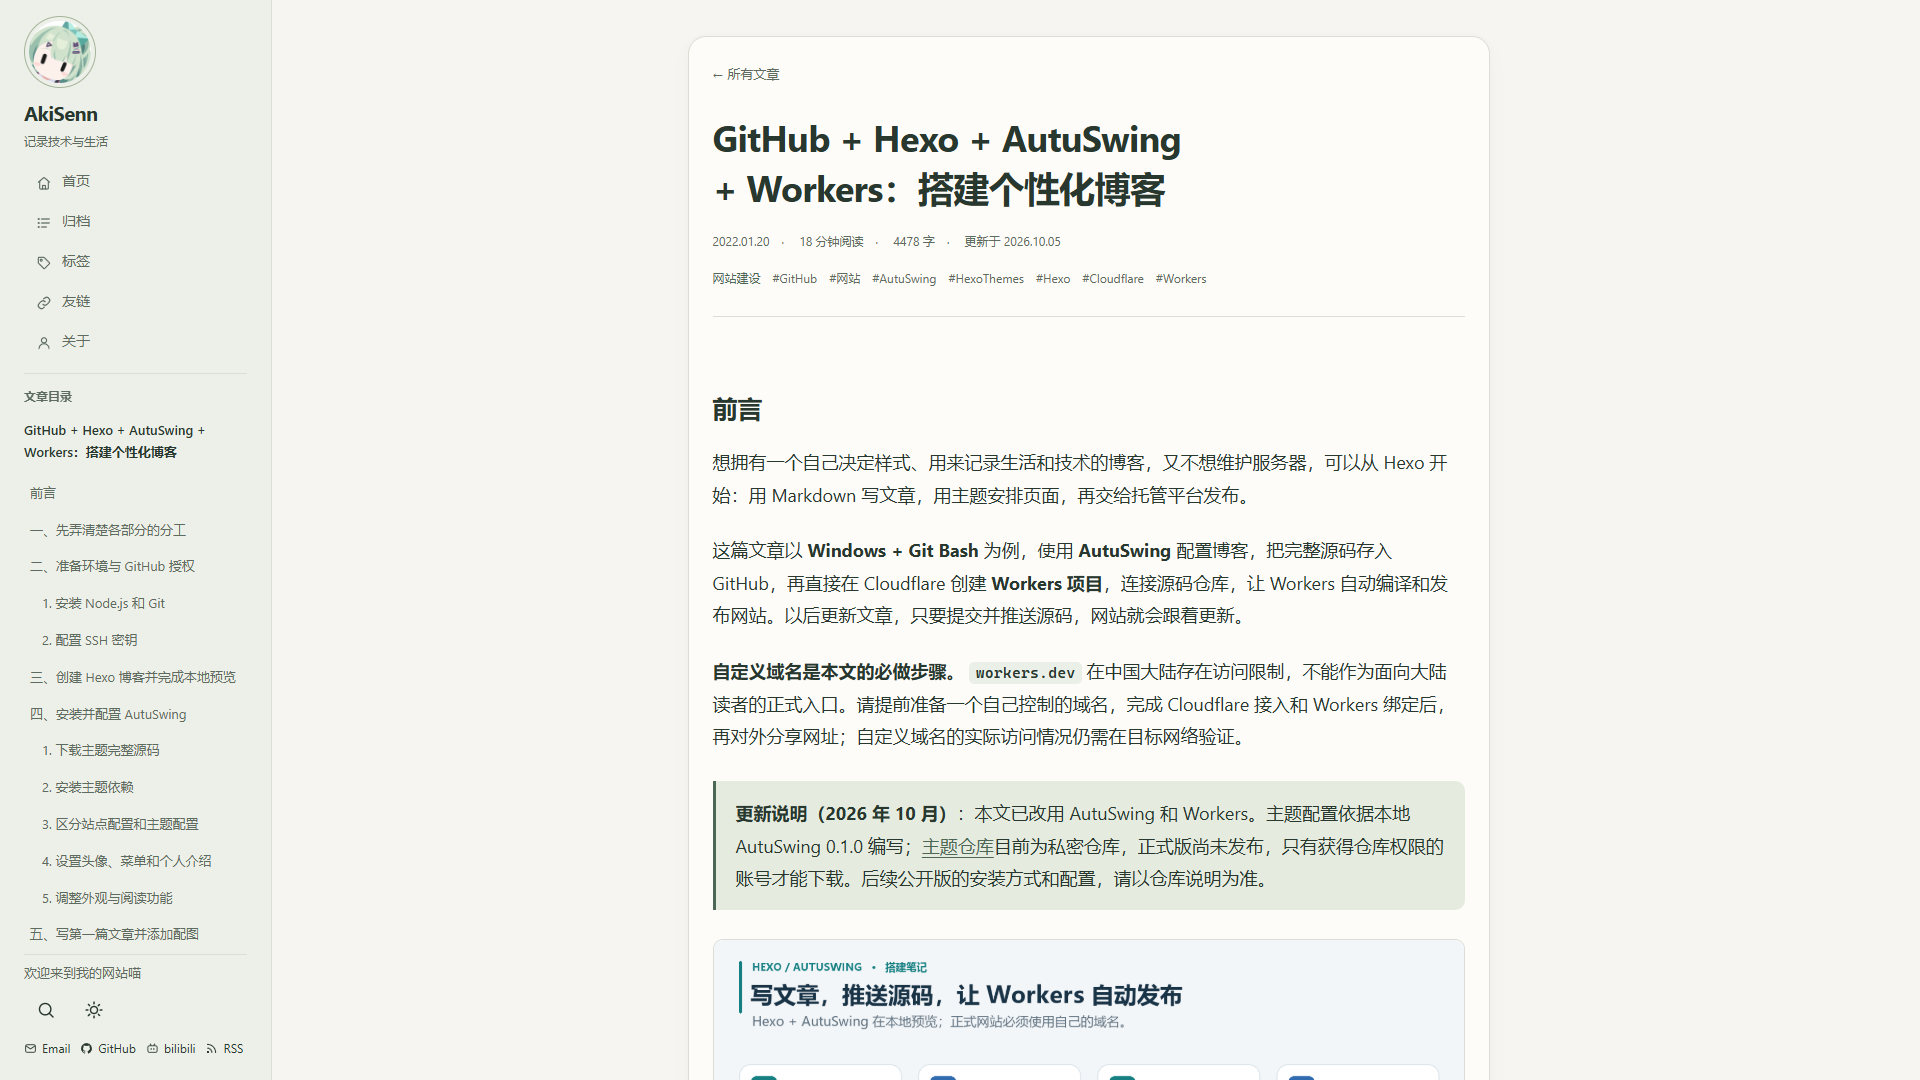 AkiSenn
记录技术与生活
首页
归档
标签
友链
关于
文章目录
GitHub + Hexo + AutuSwing +
Workers：搭建个性化博客
前言
一、先弄清楚各部分的分工
二、准备环境与 GitHub 授权
1. 安装 Node.js 和 Git
2. 配置 SSH 密钥
三、创建 Hexo 博客并完成本地预览
四、安装并配置 AutuSwing
1. 下载主题完整源码
2. 安装主题依赖
3. 区分站点配置和主题配置
4. 设置头像、菜单和个人介绍
5. 调整外观与阅读功能
五、写第一篇文章并添加配图
欢迎来到我的网站喵
Email GitHub bilibili RSS
← 所有文章
GitHub + Hexo + AutuSwing
+ Workers：搭建个性化博客
2022.01.20 · 18 分钟阅读 · 4478 字 · 更新于 2026.10.05
网站建设 #GitHub #网站 #AutuSwing #HexoThemes #Hexo #Cloudflare #Workers
前言
想拥有一个自己决定样式、用来记录生活和技术的博客，又不想维护服务器，可以从 Hexo 开
始：用 Markdown 写文章，用主题安排页面，再交给托管平台发布。
这篇文章以 Windows + Git Bash 为例，使用 AutuSwing 配置博客，把完整源码存入
GitHub，再直接在 Cloudflare 创建 Workers 项目，连接源码仓库，让 Workers 自动编译和发
布网站。以后更新文章，只要提交并推送源码，网站就会跟着更新。
自定义域名是本文的必做步骤。 workers.dev 在中国大陆存在访问限制，不能作为面向大陆
读者的正式入口。请提前准备一个自己控制的域名，完成 Cloudflare 接入和 Workers 绑定后，
再对外分享网址；自定义域名的实际访问情况仍需在目标网络验证。
更新说明（2026 年 10 月）：本文已改用 AutuSwing 和 Workers。主题配置依据本地
AutuSwing 0.1.0 编写；主题仓库目前为私密仓库，正式版尚未发布，只有获得仓库权限的
账号才能下载。后续公开版的安装方式和配置，请以仓库说明为准。
HEXO / AUTUSWING • 搭建笔记
写文章，推送源码，让 Workers 自动发布
Hexo + AutuSwing 在本地预览；正式网站必须使用自己的域名。